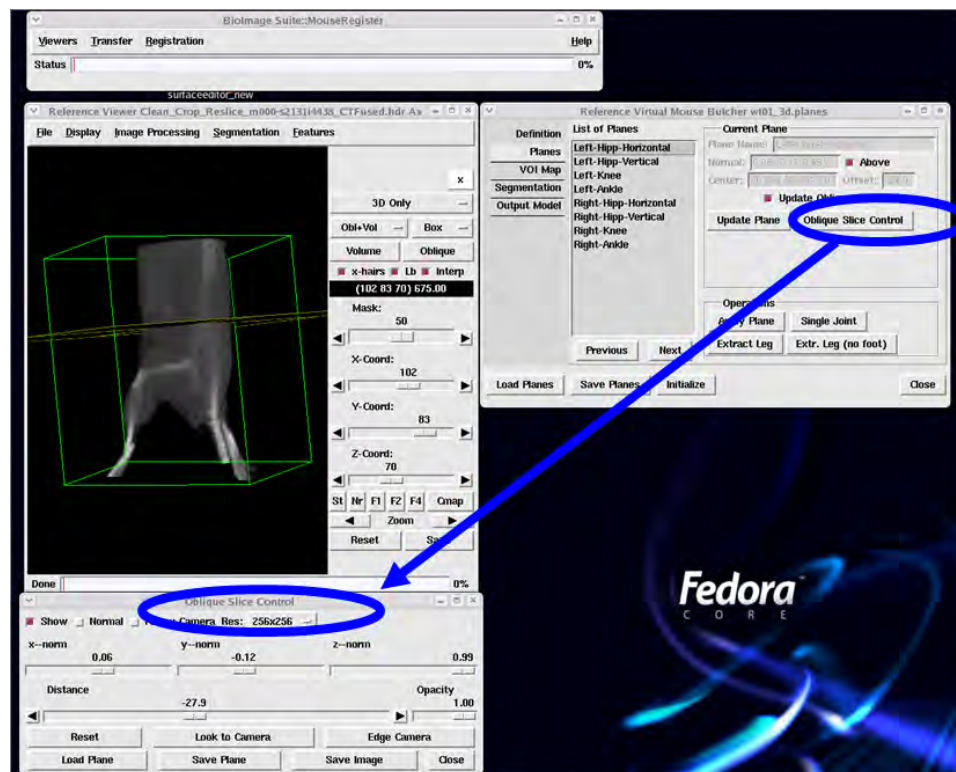 BioImage Suite::MouseRegister
Viewers Transfer Registration Help
Status 0%
surfaceeditor_new
Reference Viewer Clean_Crop_Reslice_m000-s2131l4438_CTFused.hdr Ax
File Display Image Processing Segmentation Features
x
3D Only
Obl+Vol Box
Volume Oblique
x-hairs Lb Interp
(102 83 70) 675.00
Mask:
50
X-Coord:
102
Y-Coord:
83
Z-Coord:
70
St Nr F1 F2 F4 Cmap
Zoom
Reset
Done 0%
Reference Virtual Mouse Butcher wt01_3d.planes
Definition
Planes
VOI Map
Segmentation
Output Model
List of Planes
Left-Hipp-Horizontal
Left-Hipp-Vertical
Left-Knee
Left-Ankle
Right-Hipp-Horizontal
Right-Hipp-Vertical
Right-Knee
Right-Ankle
Previous Next
Current Plane
Plane Name:
Normal: Above
Center: Offset:
Update
Update Plane Oblique Slice Control
Operations
Apply Plane Single Joint
Extract Leg Extr. Leg (no foot)
Load Planes Save Planes Initialize Close
Oblique Slice Control
Show Normal Camera Res: 256x256
x--norm y--norm z--norm
0.06 -0.12 0.99
Distance Opacity
-27.9 1.00
Reset Look to Camera Edge Camera
Load Plane Save Plane Save Image Close
Fedora
CORE